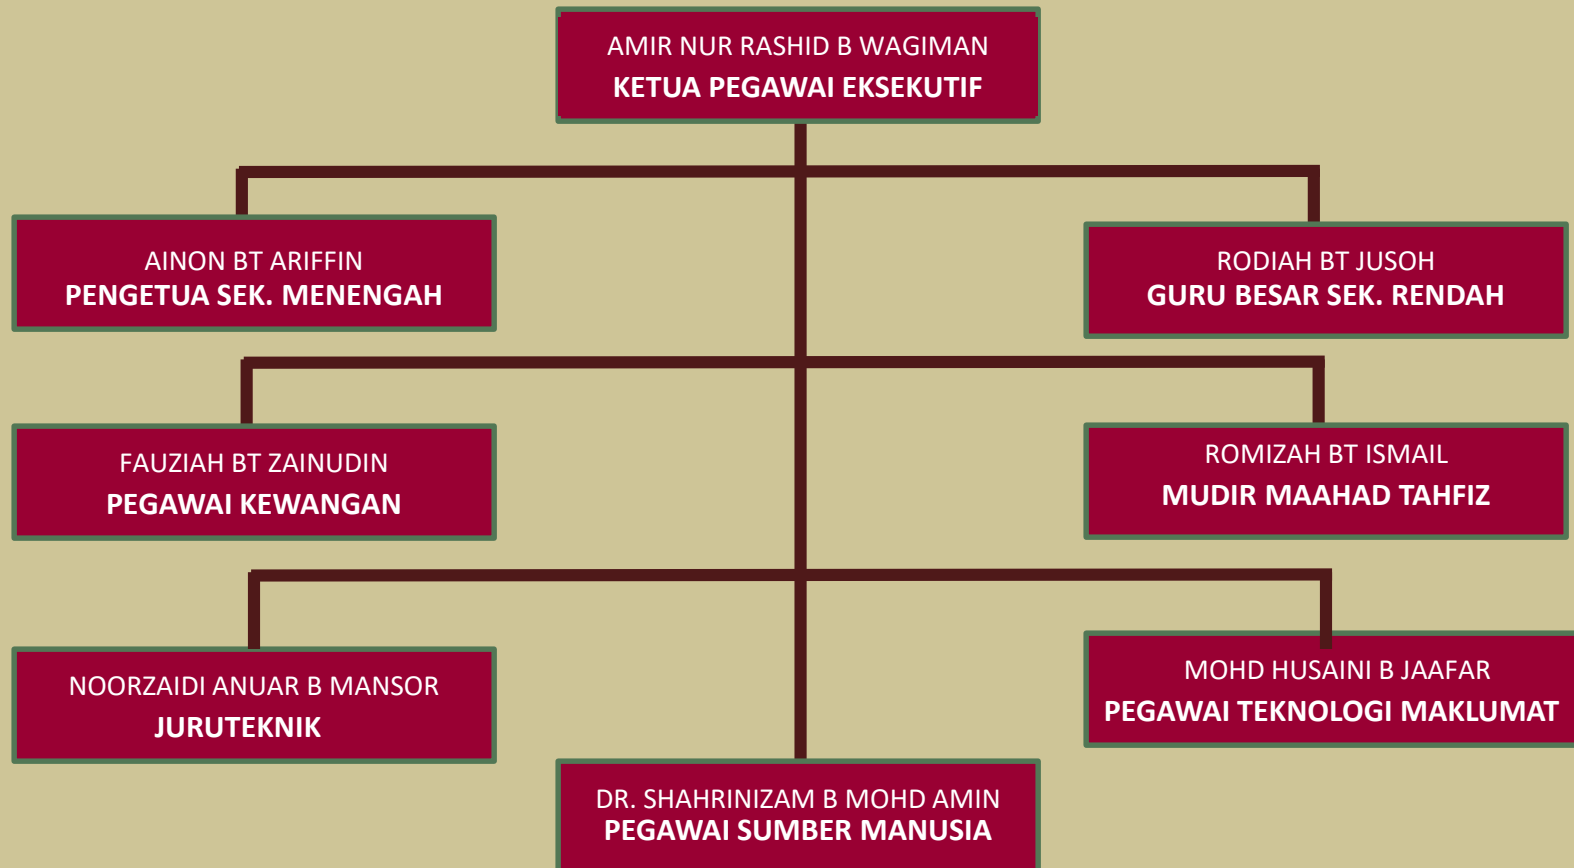 AMIR NUR RASHID B WAGIMAN
KETUA PEGAWAI EKSEKUTIF
AINON BT ARIFFIN
PENGETUA SEK. MENENGAH
RODIAH BT JUSOH
GURU BESAR SEK. RENDAH
FAUZIAH BT ZAINUDIN
PEGAWAI KEWANGAN
ROMIZAH BT ISMAIL
MUDIR MAAHAD TAHFIZ
NOORZAIDI ANUAR B MANSOR
JURUTEKNIK
MOHD HUSAINI B JAAFAR
PEGAWAI TEKNOLOGI MAKLUMAT
DR. SHAHRINIZAM B MOHD AMIN
PEGAWAI SUMBER MANUSIA